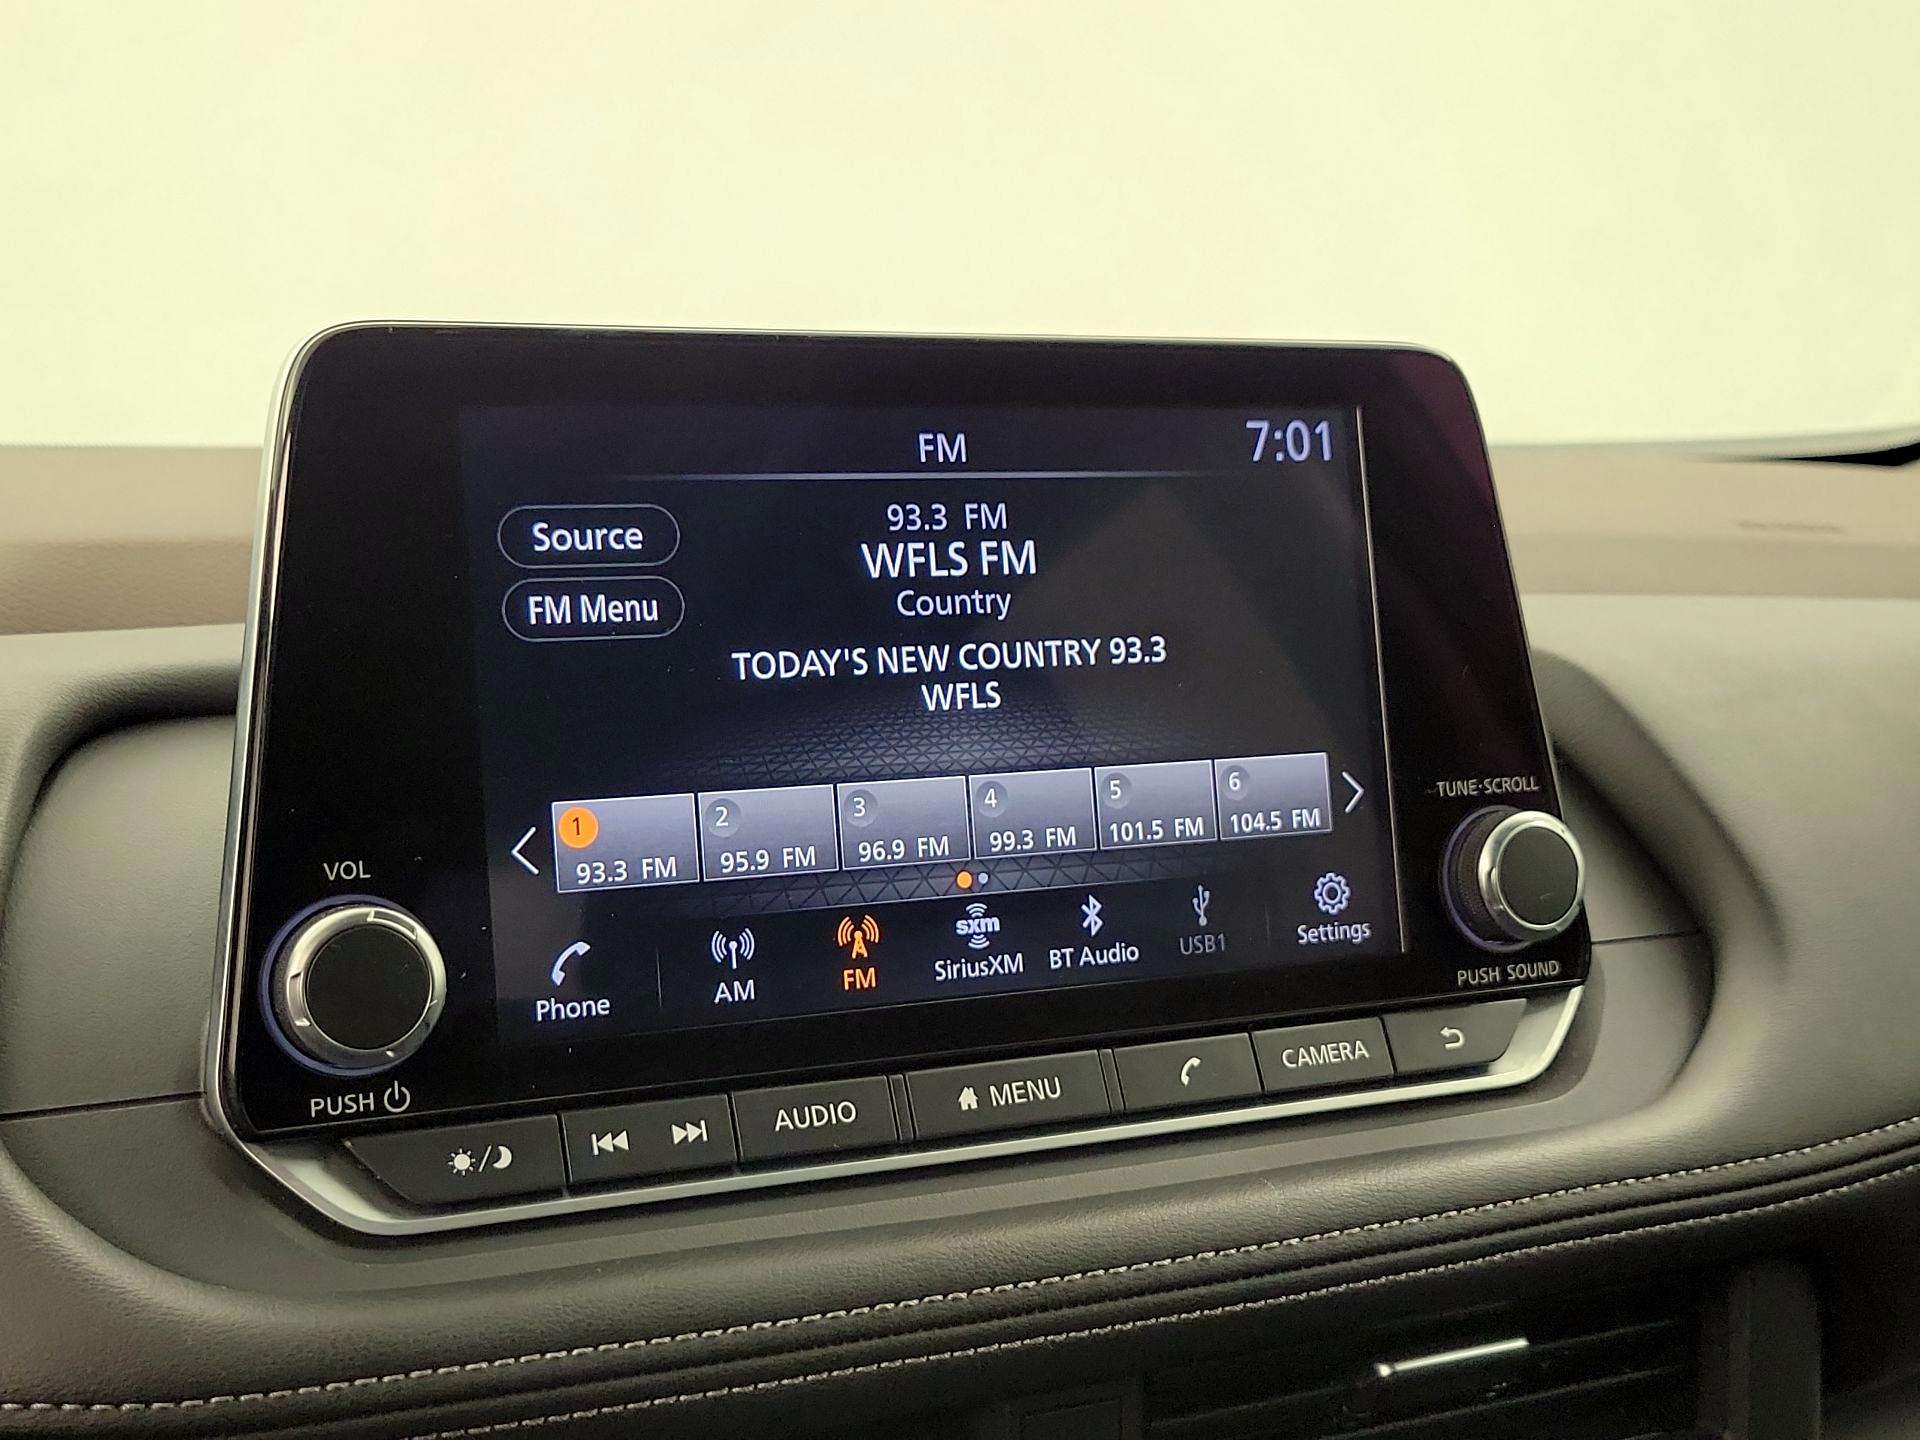 FM
7:01
Source
FM Menu
93.3 FM
WFLS FM
Country
TODAY'S NEW COUNTRY 93.3
WFLS
1
93.3 FM
2
95.9 FM
3
96.9 FM
4
99.3 FM
5
101.5 FM
6
104.5 FM
Phone
AM
FM
sxm
SiriusXM
BT Audio
USB1
Settings
VOL
PUSH
TUNE·SCROLL
PUSH SOUND
AUDIO
MENU
CAMERA